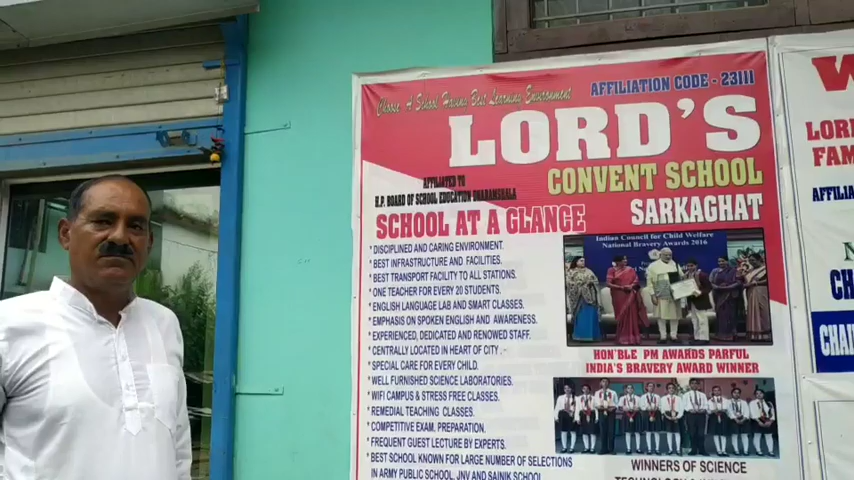 Choose A School Having Best Learning Environment
AFFILIATION CODE - 23111
LORD'S
CONVENT SCHOOL
SARKAGHAT
AFFILIATED TO
H.P. BOARD OF SCHOOL EDUCATION DHARAMSHALA
SCHOOL AT A GLANCE
* DISCIPLINED AND CARING ENVIRONMENT.
* BEST INFRASTRUCTURE AND FACILITIES.
* BEST TRANSPORT FACILITY TO ALL STATIONS.
* ONE TEACHER FOR EVERY 20 STUDENTS.
* ENGLISH LANGUAGE LAB AND SMART CLASSES.
* EMPHASIS ON SPOKEN ENGLISH AND AWARENESS.
* EXPERIENCED, DEDICATED AND RENOWED STAFF.
* CENTRALLY LOCATED IN HEART OF CITY.
* SPECIAL CARE FOR EVERY CHILD.
* WELL FURNISHED SCIENCE LABORATORIES.
* WIFI CAMPUS & STRESS FREE CLASSES.
* REMEDIAL TEACHING CLASSES.
* COMPETITIVE EXAM. PREPARATION.
* FREQUENT GUEST LECTURE BY EXPERTS.
* BEST SCHOOL KNOWN FOR LARGE NUMBER OF SELECTIONS
IN ARMY PUBLIC SCHOOL, JNV AND SAINIK SCHOOL
Indian Council for Child Welfare
National Bravery Awards 2016
HON'BLE PM AWARDS PARFUL
INDIA'S BRAVERY AWARD WINNER
WINNERS OF SCIENCE
W
LOR
FAM
AFFILI
CH
CHAI